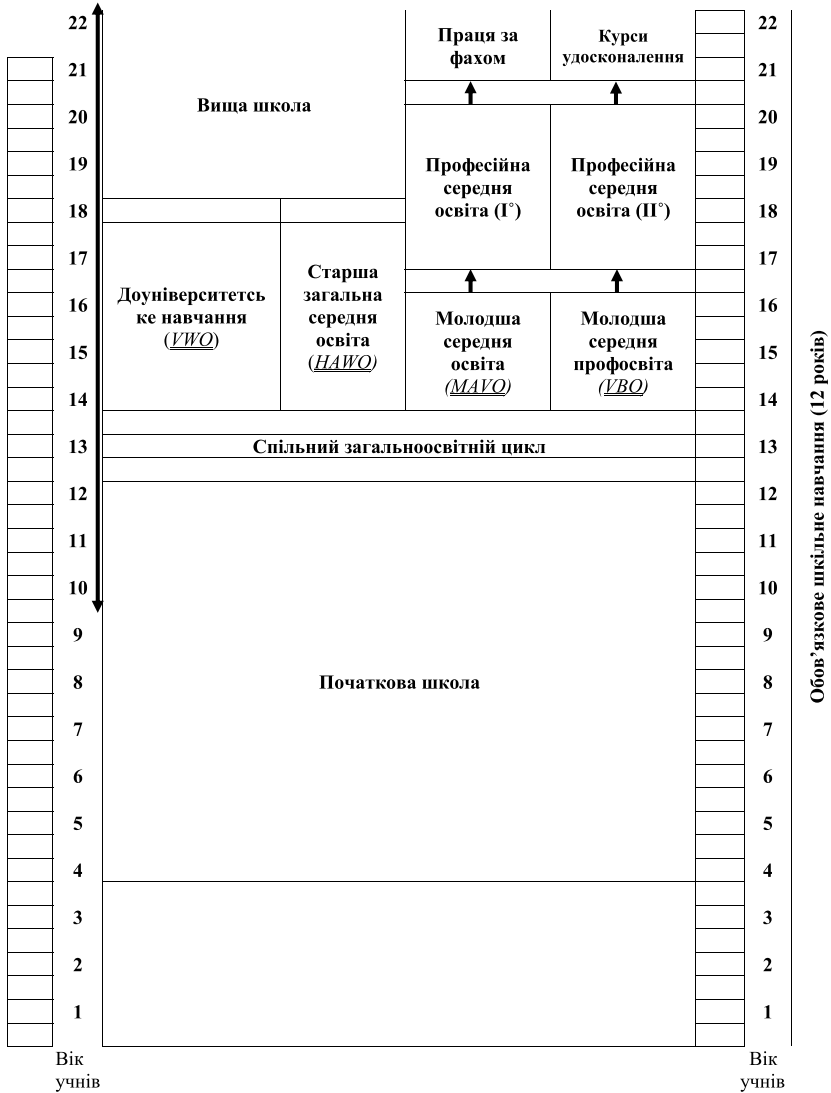 22
21
20
19
18
17
16
15
14
13
12
11
10
9
8
7
6
5
4
3
2
1
Вік
учнів
Вища школа
Праця за
фахом
Курси
удосконалення
Професійна
середня
освіта (І˚)
Професійна
середня
освіта (ІІ˚)
Доуніверситетсь
ке навчання
(VWO)
Старша
загальна
середня
освіта
(HAWO)
Молодша
середня
освіта
(MAVO)
Молодша
середня
профосвіта
(VBO)
Спільний загальноосвітній цикл
Початкова школа
22
21
20
19
18
17
16
15
14
13
12
11
10
9
8
7
6
5
4
3
2
1
Вік
учнів
Обов’язкове шкільне навчання (12 років)